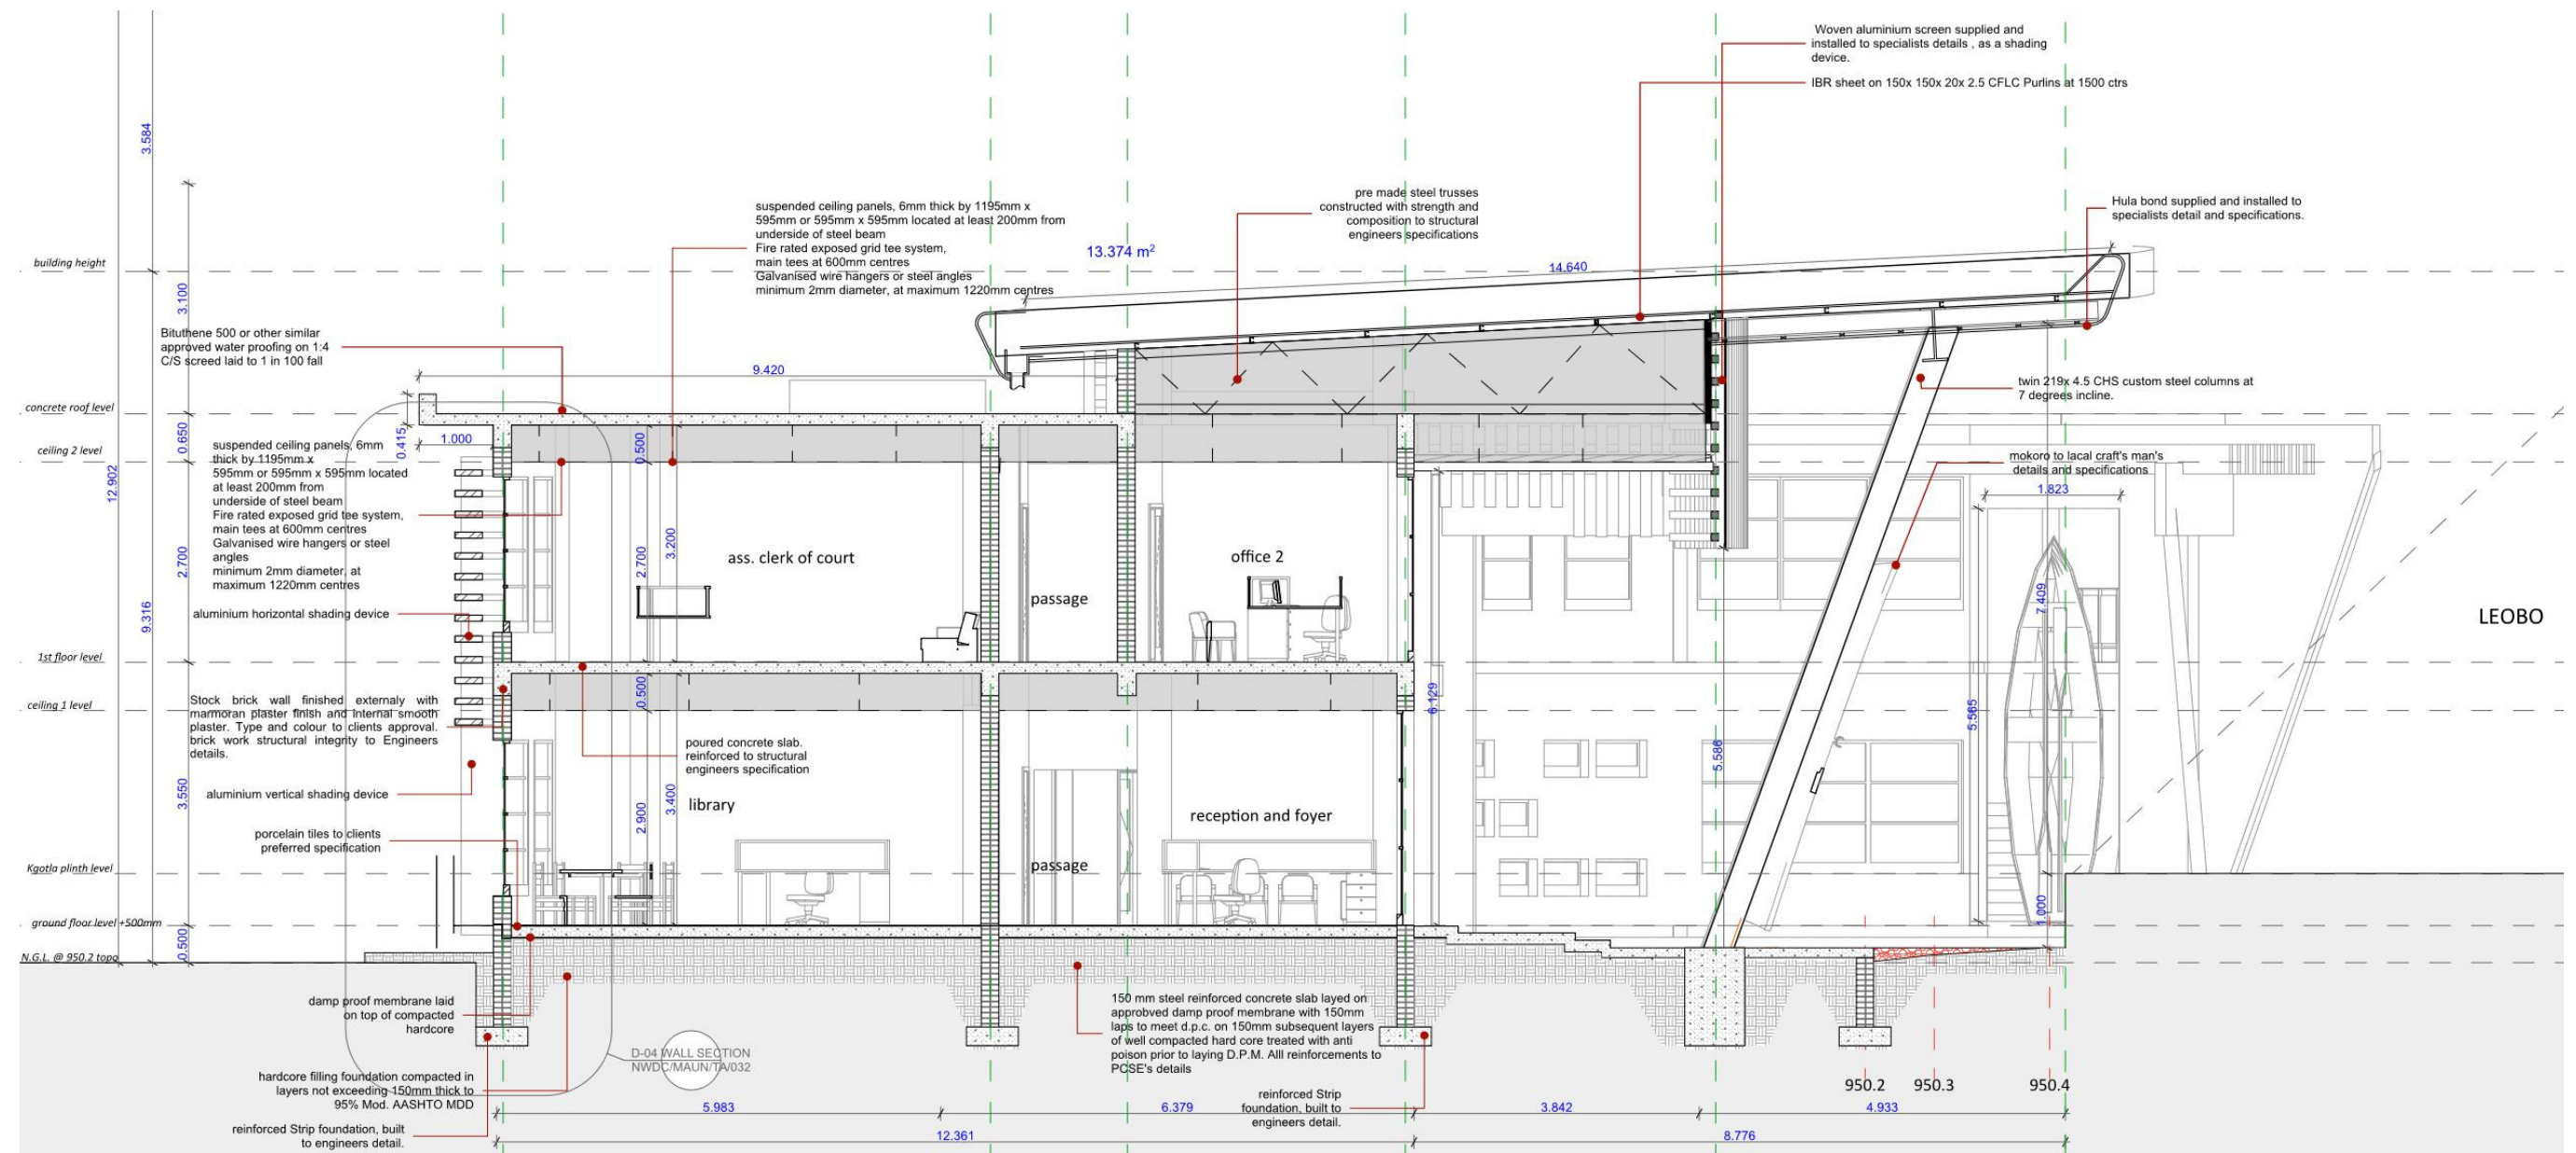 Woven aluminium screen supplied and
installed to specialists details , as a shading
device.
IBR sheet on 150x 150x 20x 2.5 CFLC Purlins at 1500 ctrs
3.584
pre made steel trusses
constructed with strength and
composition to structural
engineers specifications
Hula bond supplied and installed to
specialists detail and specifications.
suspended ceiling panels, 6mm thick by 1195mm x
595mm or 595mm x 595mm located at least 200mm from
underside of steel beam
Fire rated exposed grid tee system,
main tees at 600mm centres
Galvanised wire hangers or steel angles
minimum 2mm diameter, at maximum 1220mm centres
13.374 m²
14.640
building height
3.100
Bituthene 500 or other similar
approved water proofing on 1:4
C/S screed laid to 1 in 100 fall
9.420
twin 219x 4.5 CHS custom steel columns at
7 degrees incline.
concrete roof level
0.650
0.415
1.000
0.500
ceiling 2 level
12.902
suspended ceiling panels, 6mm
thick by 1195mm x
595mm or 595mm x 595mm located
at least 200mm from
underside of steel beam
Fire rated exposed grid tee system,
main tees at 600mm centres
Galvanised wire hangers or steel
angles
minimum 2mm diameter, at
maximum 1220mm centres
mokoro to lacal craft's man's
details and specifications
1.823
2.700
2.700
3.200
ass. clerk of court
office 2
passage
7.409
LEOBO
9.316
aluminium horizontal shading device
1st floor level
0.500
6.129
5.565
5.586
ceiling 1 level
Stock brick wall finished externaly with
marmoran plaster finish and internal smooth
plaster. Type and colour to clients approval.
brick work structural integrity to Engineers
details.
poured concrete slab.
reinforced to structural
engineers specification
3.550
aluminium vertical shading device
2.900
3.400
library
reception and foyer
porcelain tiles to clients
preferred specification
passage
Kgotla plinth level
1.000
ground floor level +500mm
0.500
N.G.L. @ 950.2 topo
damp proof membrane laid
on top of compacted
hardcore
150 mm steel reinforced concrete slab layed on
approbved damp proof membrane with 150mm
laps to meet d.p.c. on 150mm subsequent layers
of well compacted hard core treated with anti
poison prior to laying D.P.M. Alll reinforcements to
PCSE's details
D-04 WALL SECTION
NWDC/MAUN/TA/032
hardcore filling foundation compacted in
layers not exceeding 150mm thick to
95% Mod. AASHTO MDD
950.2
950.3
950.4
reinforced Strip
foundation, built to
engineers detail.
5.983
6.379
3.842
4.933
reinforced Strip foundation, built
to engineers detail.
12.361
8.776